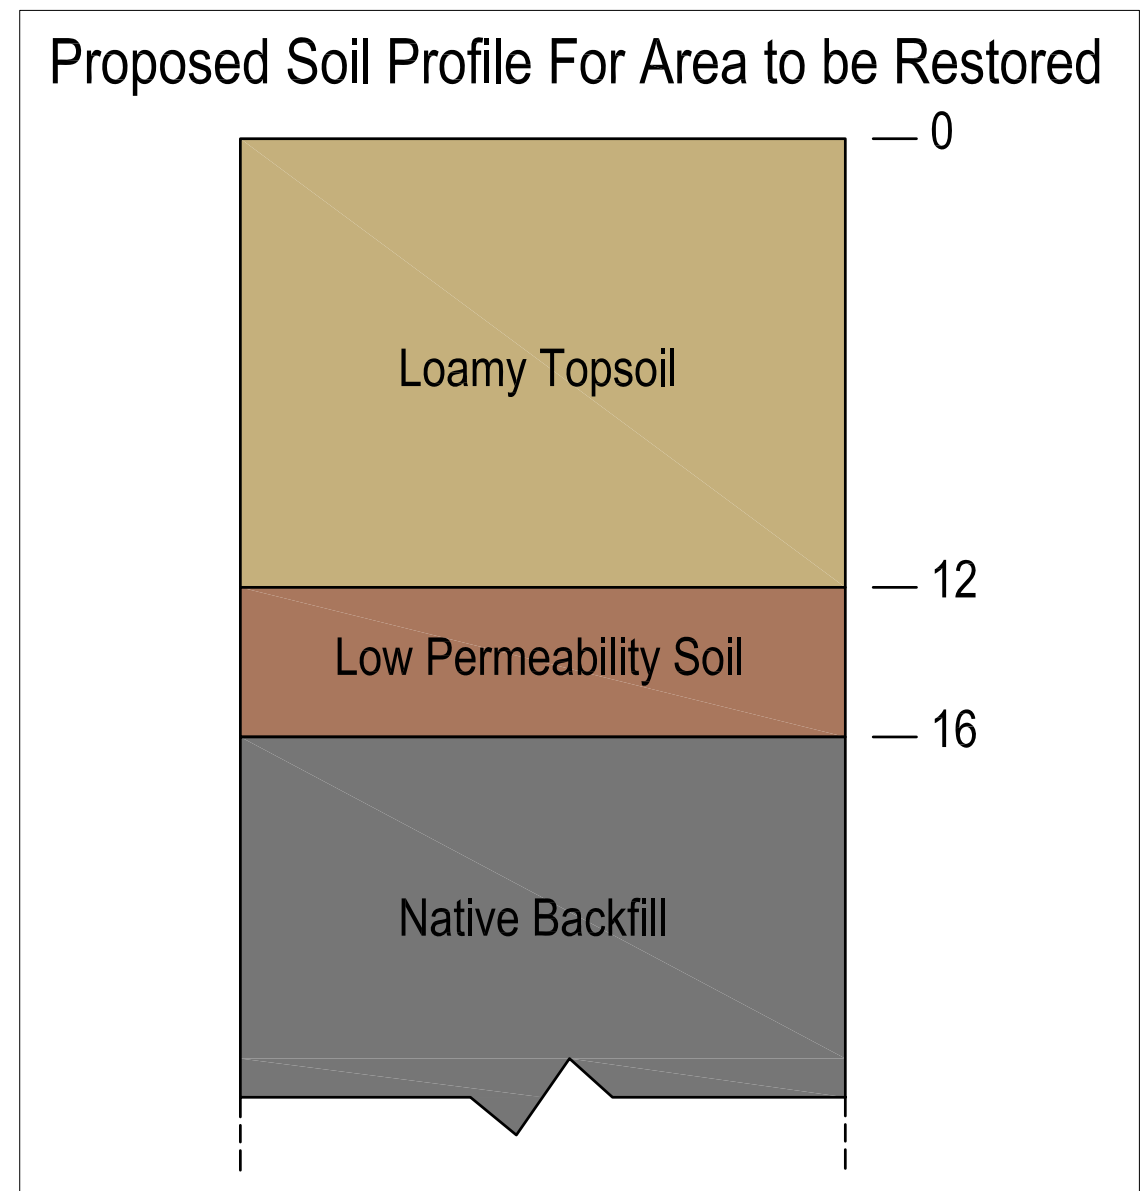 Proposed Soil Profile For Area to be Restored
0
Loamy Topsoil
12
Low Permeability Soil
16
Native Backfill